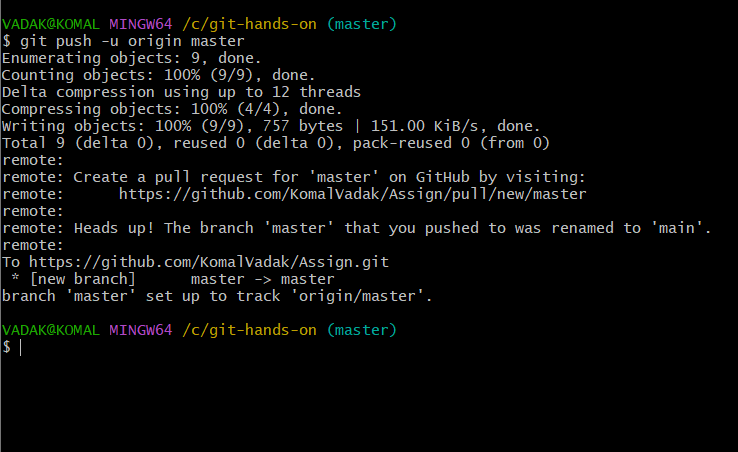 VADAK@KOMAL MINGW64 /c/git-hands-on (master)
$ git push -u origin master
Enumerating objects: 9, done.
Counting objects: 100% (9/9), done.
Delta compression using up to 12 threads
Compressing objects: 100% (4/4), done.
Writing objects: 100% (9/9), 757 bytes | 151.00 KiB/s, done.
Total 9 (delta 0), reused 0 (delta 0), pack-reused 0 (from 0)
remote:
remote: Create a pull request for 'master' on GitHub by visiting:
remote:      https://github.com/KomalVadak/Assign/pull/new/master
remote:
remote: Heads up! The branch 'master' that you pushed to was renamed to 'main'.
remote:
To https://github.com/KomalVadak/Assign.git
 * [new branch]      master -> master
branch 'master' set up to track 'origin/master'.
VADAK@KOMAL MINGW64 /c/git-hands-on (master)
$